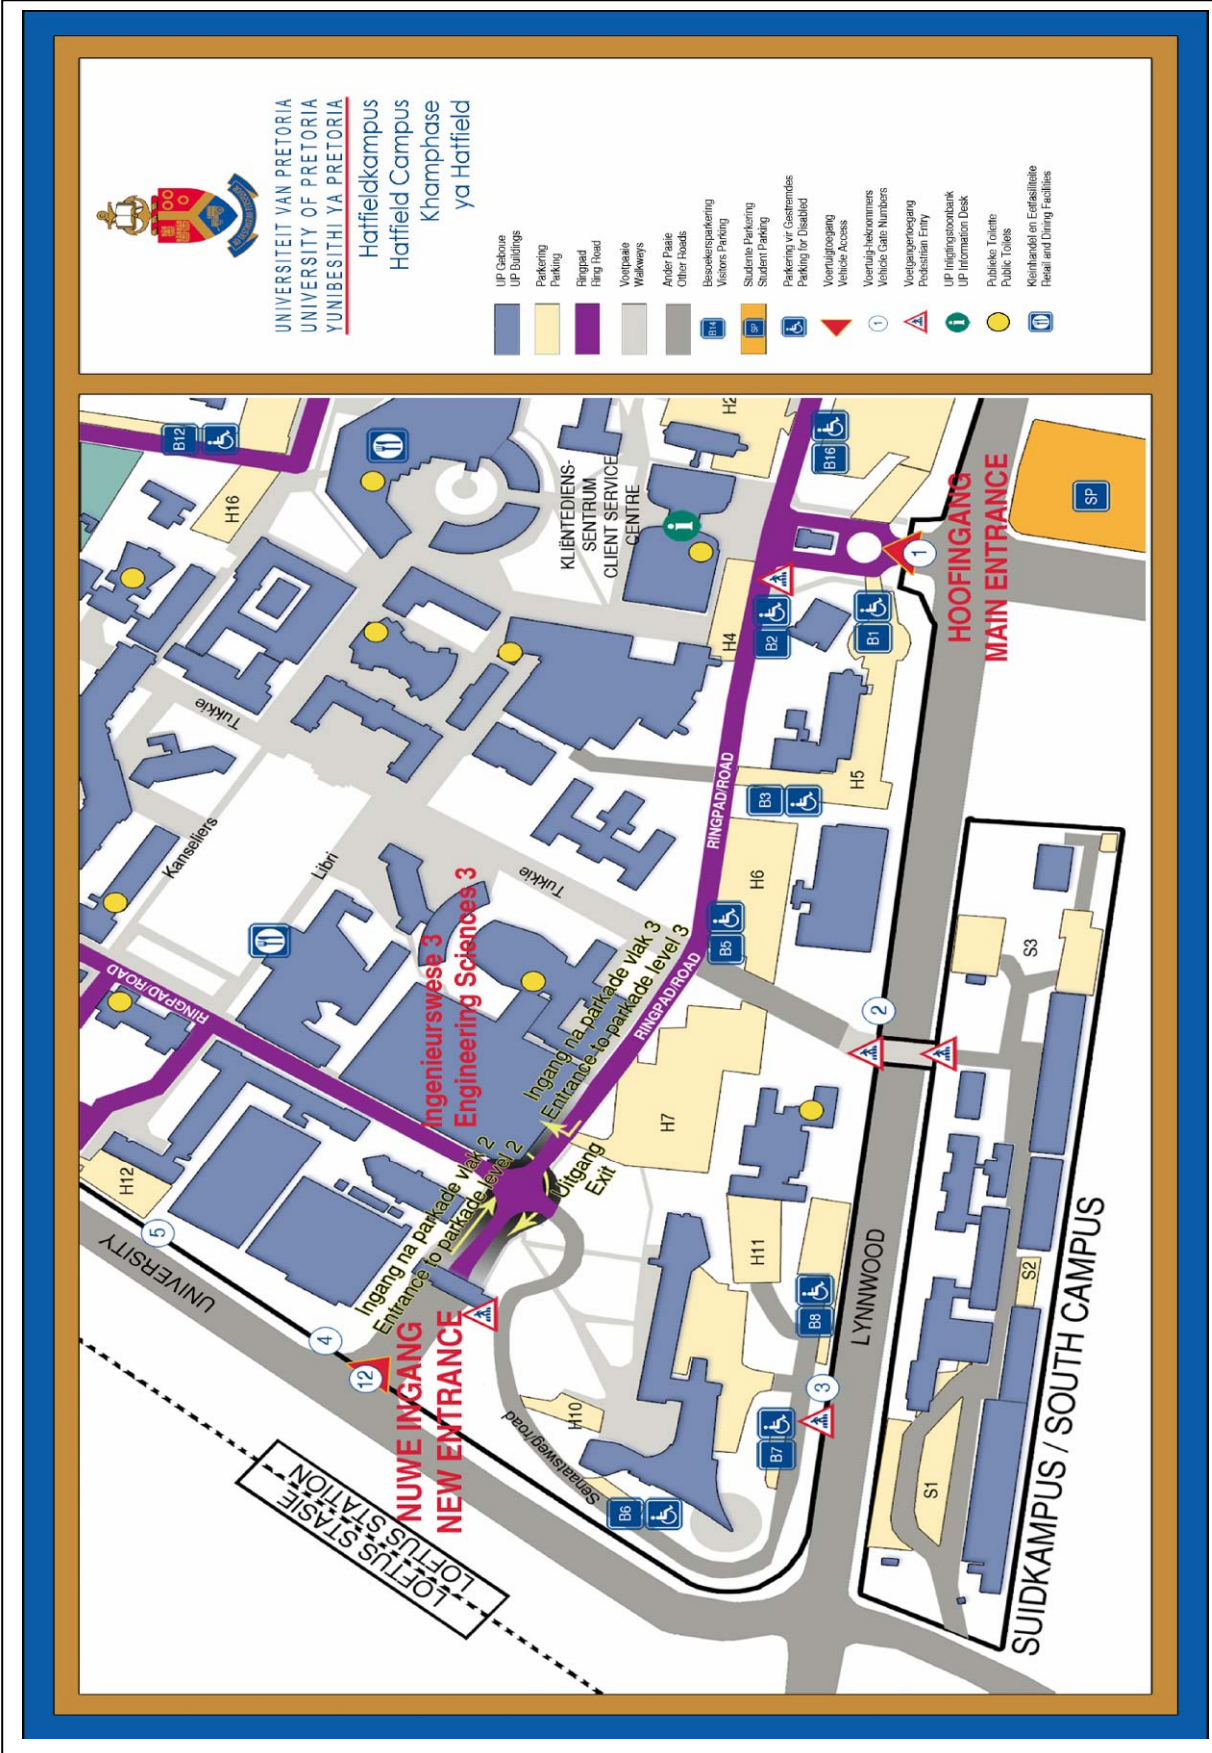 UNIVERSITEIT VAN PRETORIA
UNIVERSITY OF PRETORIA
YUNIBESITHI YA PRETORIA
Hatfieldkampus
Hatfield Campus
Khamphase
ya Hatfield
UP Geboue
UP Buildings
Parkering
Parking
Ringpad
Ring Road
Voetpaaie
Walkways
Ander Paaie
Other Roads
B14
Besoekersparkering
Visitors Parking
SP
Studente Parkering
Student Parking
Parkering vir Gestremdes
Parking for Disabled
Voertuigtoegang
Vehicle Access
1
Voertuig-heknommers
Vehicle Gate Numbers
Voetgangertoegang
Pedestrian Entry
i
UP Inligtingstoonbank
UP Information Desk
Publieke Toilette
Public Toilets
Kleinhandel en Eetfasiliteite
Retail and Dining Facilities
LOFTUS STASIE
LOFTUS STATION
UNIVERSITY
5
4
12
H12
NUWE INGANG
NEW ENTRANCE
Ingang na parkade vlak 2
Entrance to parkade level 2
RINGPAD/ROAD
RINGPAD/ROAD
Kanseliers
Libri
Tukkie
H16
B12
Ingenieurswese 3
Engineering Sciences 3
Ingang na parkade vlak 3
Entrance to parkade level 3
Uitgang
Exit
Tukkie
KLIËNTEDIENS-
SENTRUM
CLIENT SERVICE
CENTRE
i
H2
H4
Senaatsweg/road
H10
B6
H7
RINGPAD/ROAD
B5
H6
RINGPAD/ROAD
B3
H5
B2
B1
B16
H11
B8
B7
3
LYNNWOOD
2
1
HOOFINGANG
MAIN ENTRANCE
SP
S1
S2
S3
SUIDKAMPUS / SOUTH CAMPUS